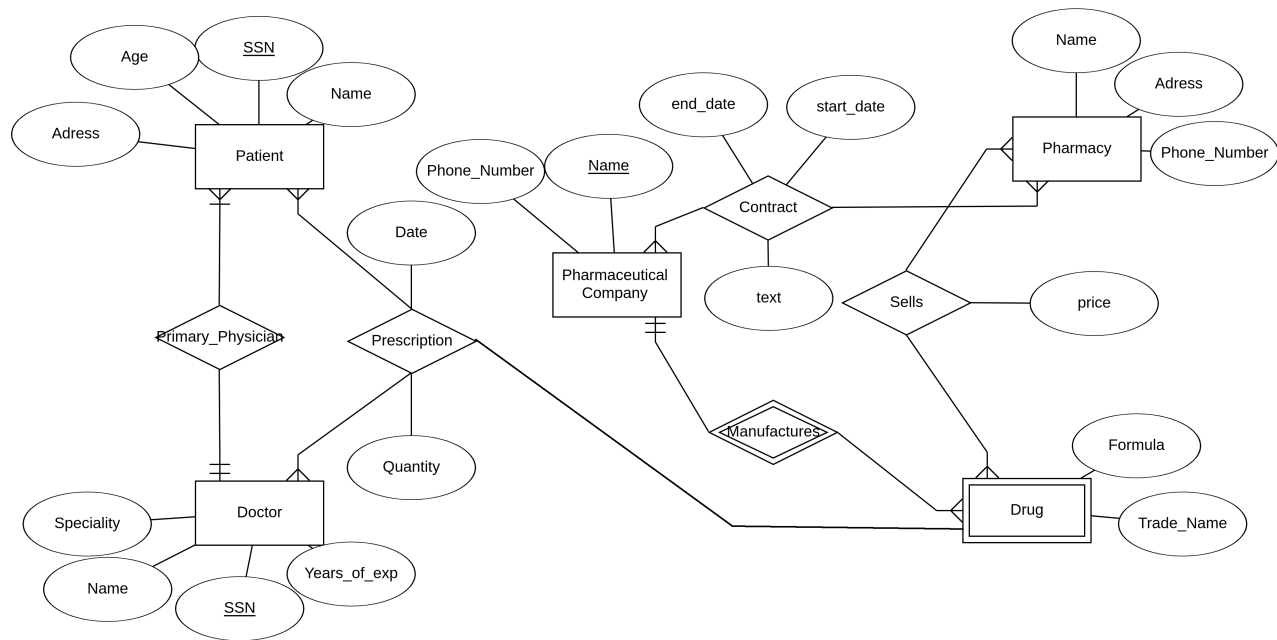 Name
SSN
Age
Adress
Name
end_date
start_date
Adress
Patient
Pharmacy
Phone_Number
Phone_Number
Name
Contract
Date
Pharmaceutical
Company
text
Sells
price
Primary_Physician
Prescription
Manufactures
Formula
Quantity
Speciality
Doctor
Drug
Trade_Name
Name
SSN
Years_of_exp